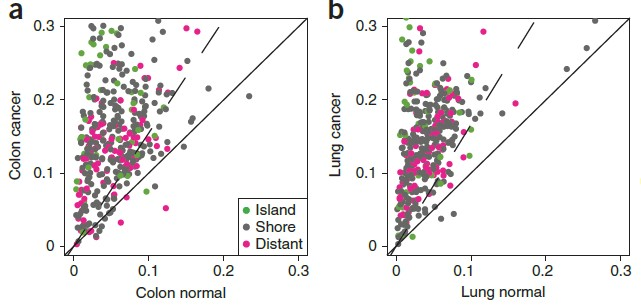 a
b
0.3
0.2
0.1
0
Colon cancer
0
0.1
0.2
0.3
Colon normal
Island
Shore
Distant
0.3
0.2
0.1
0
Lung cancer
0
0.1
0.2
0.3
Lung normal